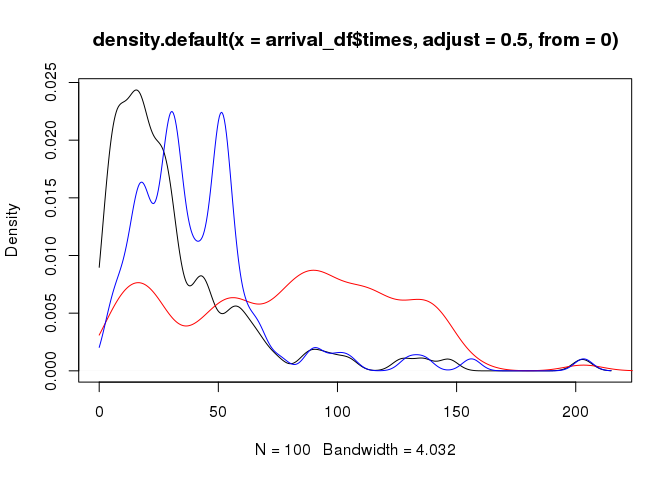 density.default(x = arrival_df$times, adjust = 0.5, from = 0)
Density
0.025
0.020
0.015
0.010
0.005
0.000
0 50 100 150 200
N = 100 Bandwidth = 4.032